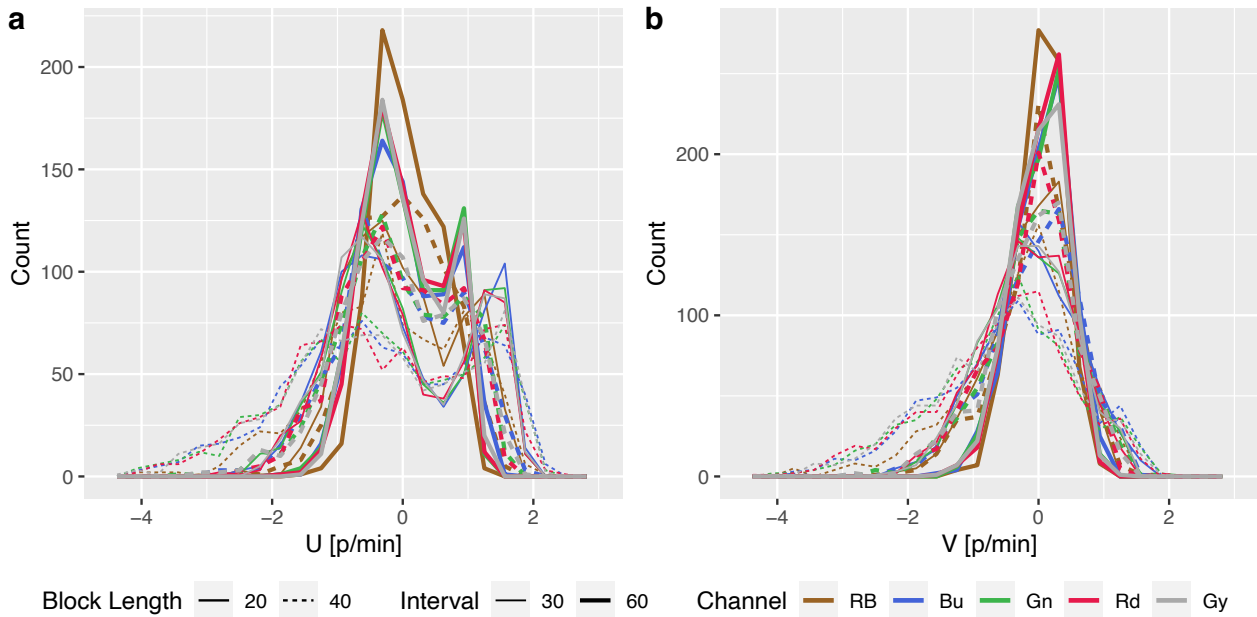 a
b
Count
200
150
100
50
0
−4
−2
0
2
U [p/min]
Count
200
100
0
−4
−2
0
2
V [p/min]
Block Length 20 40 Interval 30 60 Channel RB Bu Gn Rd Gy